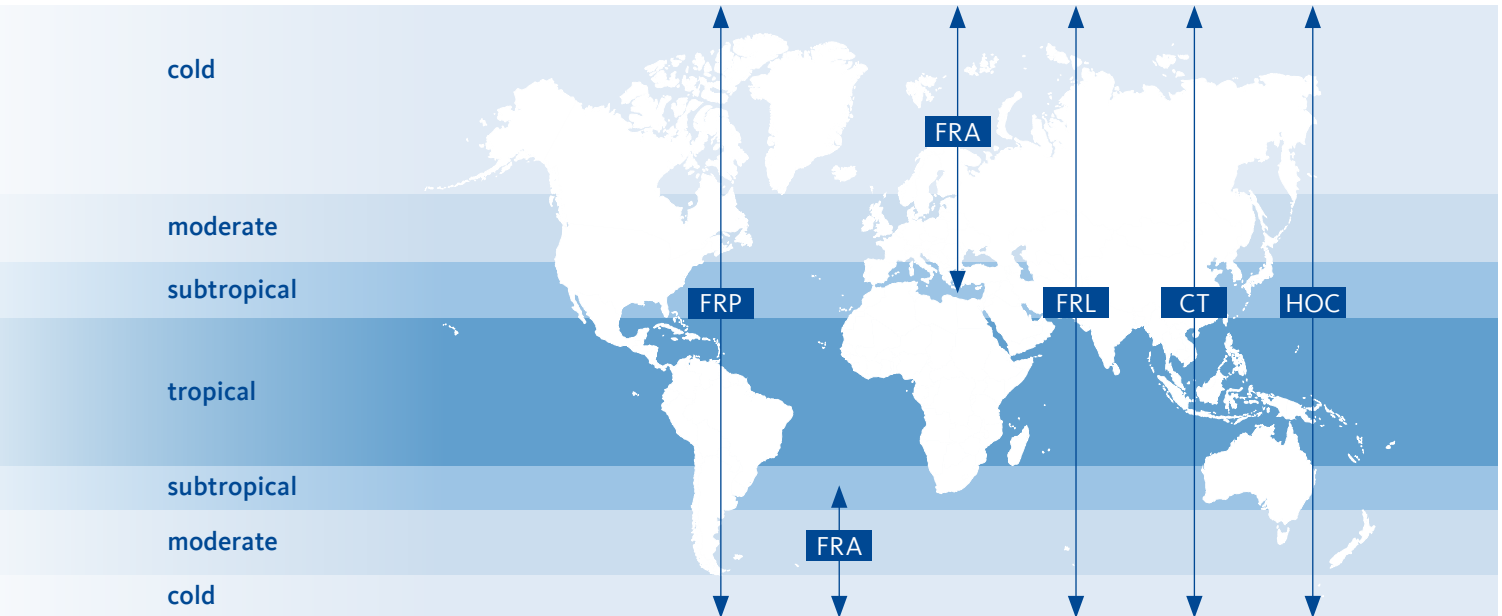 cold
FRA
moderate
subtropical
FRP
FRL
CT
HOC
tropical
subtropical
moderate
FRA
cold